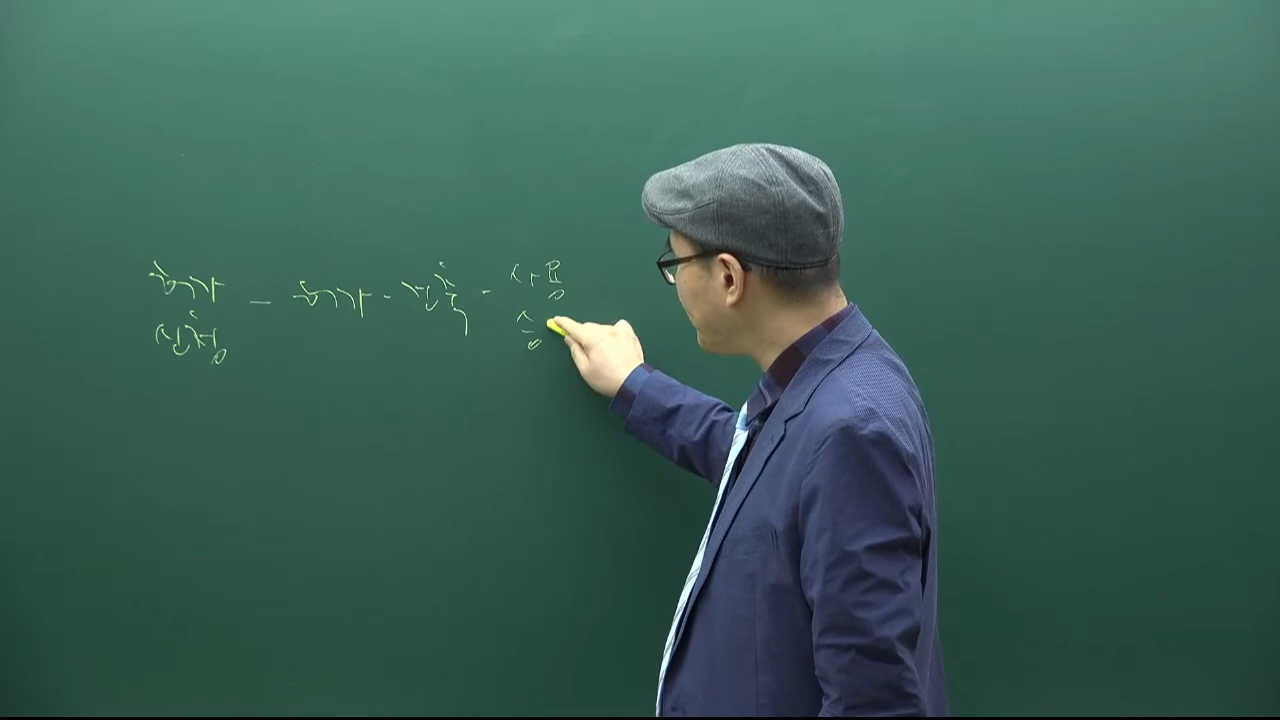 허가 - 허가 - 건축 - 사용
신청 승